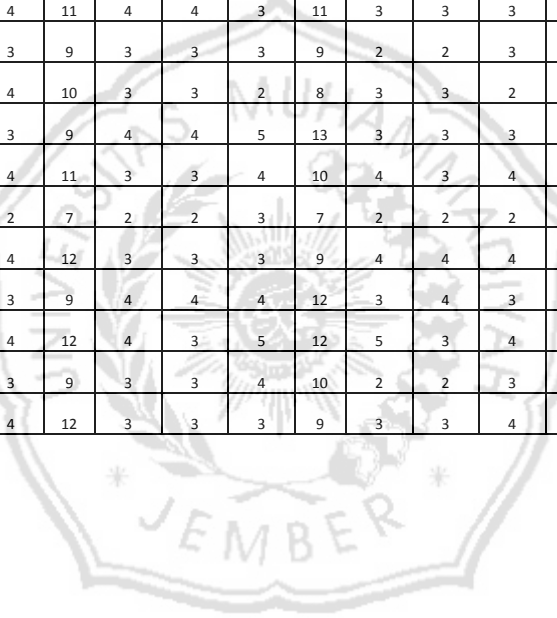 4 11 4 4 3 11 3 3 3
3 9 3 3 3 9 2 2 3
4 10 3 3 2 8 3 3 2
3 9 4 4 5 13 3 3 3
4 11 3 3 4 10 4 3 4
2 7 2 2 3 7 2 2 2
4 12 3 3 3 9 4 4 4
3 9 4 4 4 12 3 4 3
4 12 4 3 5 12 5 3 4
3 9 3 3 4 10 2 2 3
4 12 3 3 3 9 3 3 4
UNIVERSITAS MUHAMMADIYAH
JEMBER